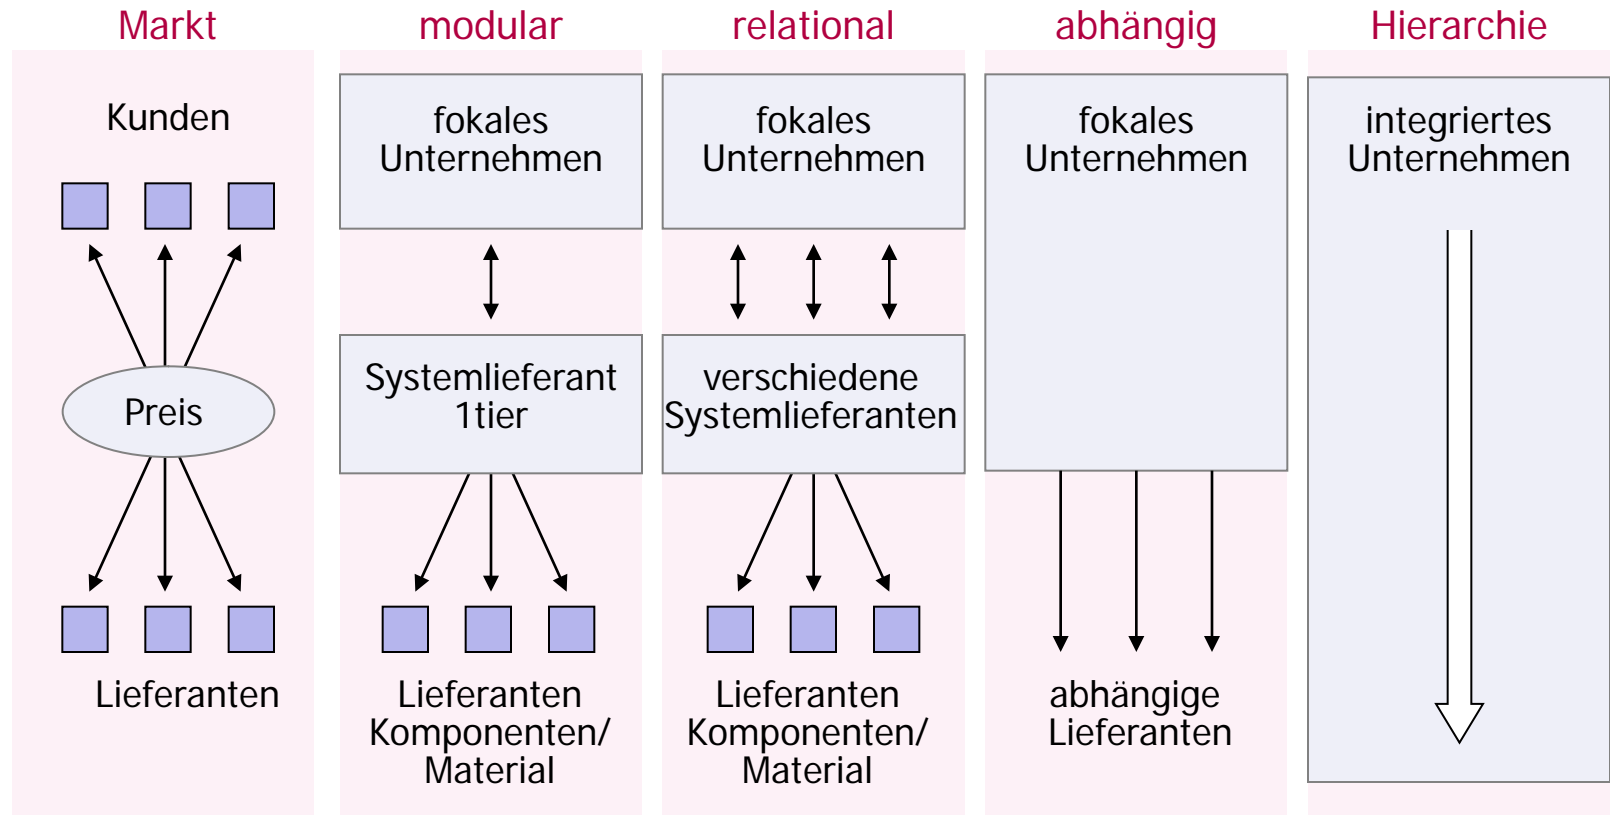 Markt
modular
relational
abhängig
Hierarchie
Kunden
Preis
Lieferanten
fokales
Unternehmen
Systemlieferant
1tier
Lieferanten
Komponenten/
Material
fokales
Unternehmen
verschiedene
Systemlieferanten
Lieferanten
Komponenten/
Material
fokales
Unternehmen
abhängige
Lieferanten
integriertes
Unternehmen